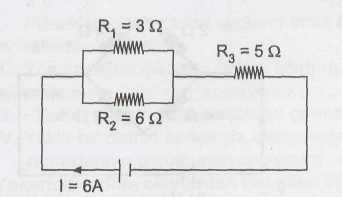 R₁ = 3 Ω
R₃ = 5 Ω
R₂ = 6 Ω
I = 6A